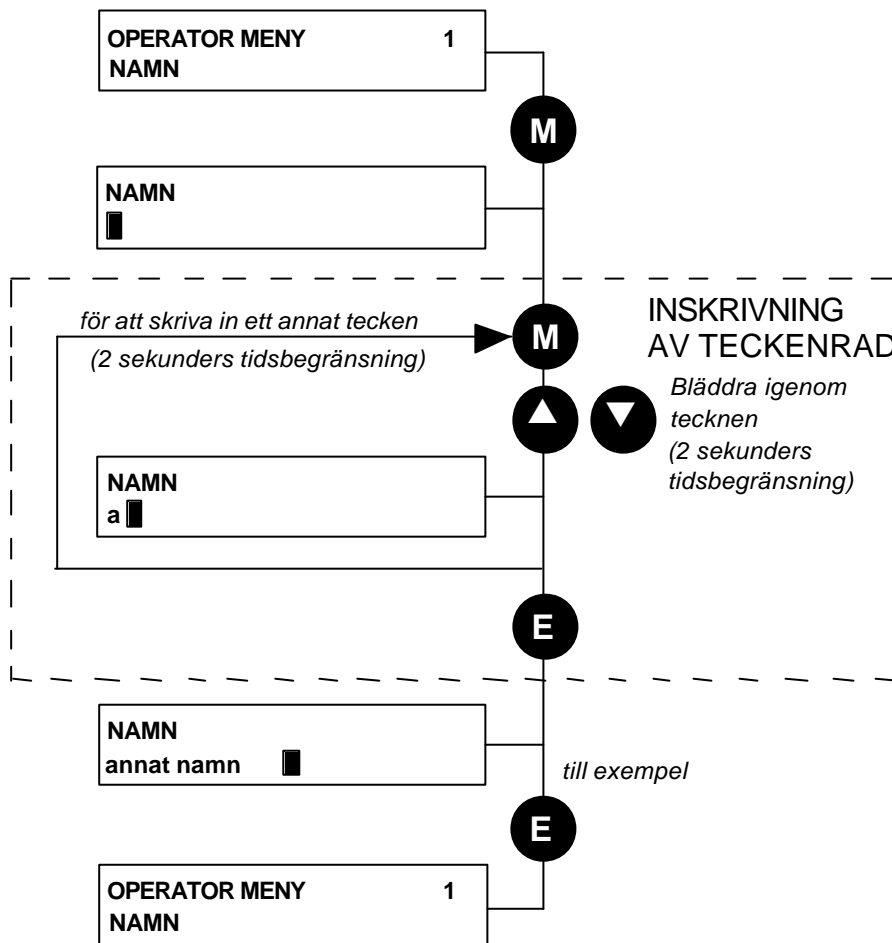 OPERATOR MENY 1
NAMN
M
NAMN
för att skriva in ett annat tecken
(2 sekunders tidsbegränsning)
M
INSKRIVNING
AV TECKENRAD
Bläddra igenom
tecknen
(2 sekunders
tidsbegränsning)
NAMN
a
E
NAMN
annat namn
till exempel
E
OPERATOR MENY 1
NAMN